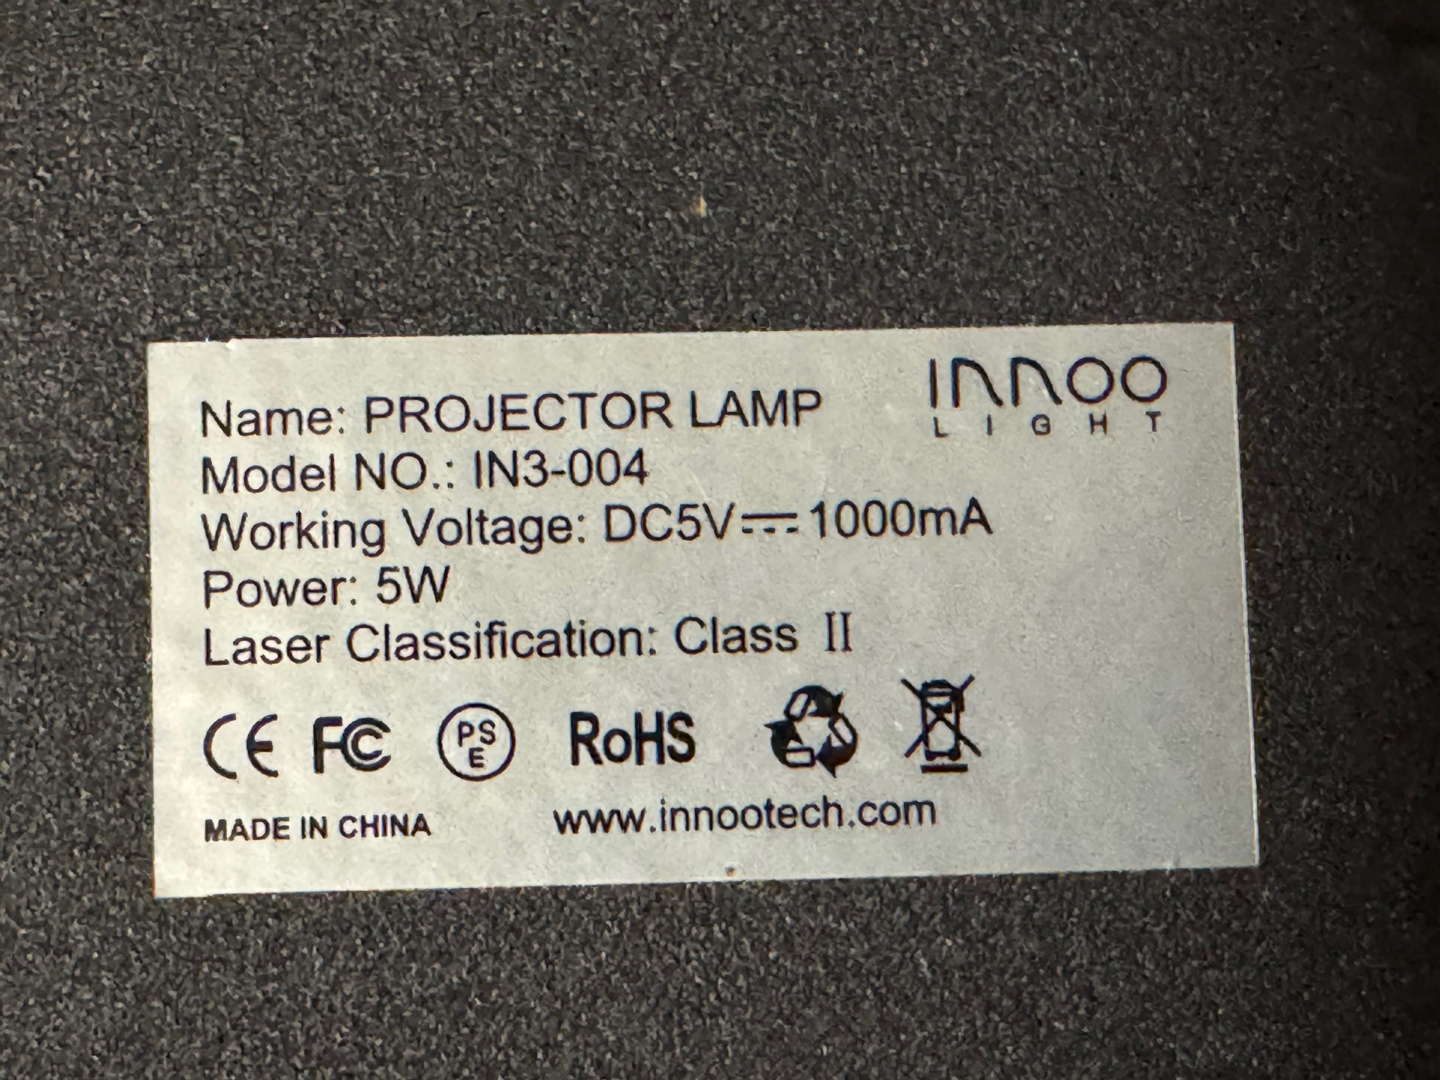 INNOO
LIGHT
Name: PROJECTOR LAMP
Model NO.: IN3-004
Working Voltage: DC5V⎓1000mA
Power: 5W
Laser Classification: Class II
CE FC PSE RoHS
MADE IN CHINA www.innootech.com